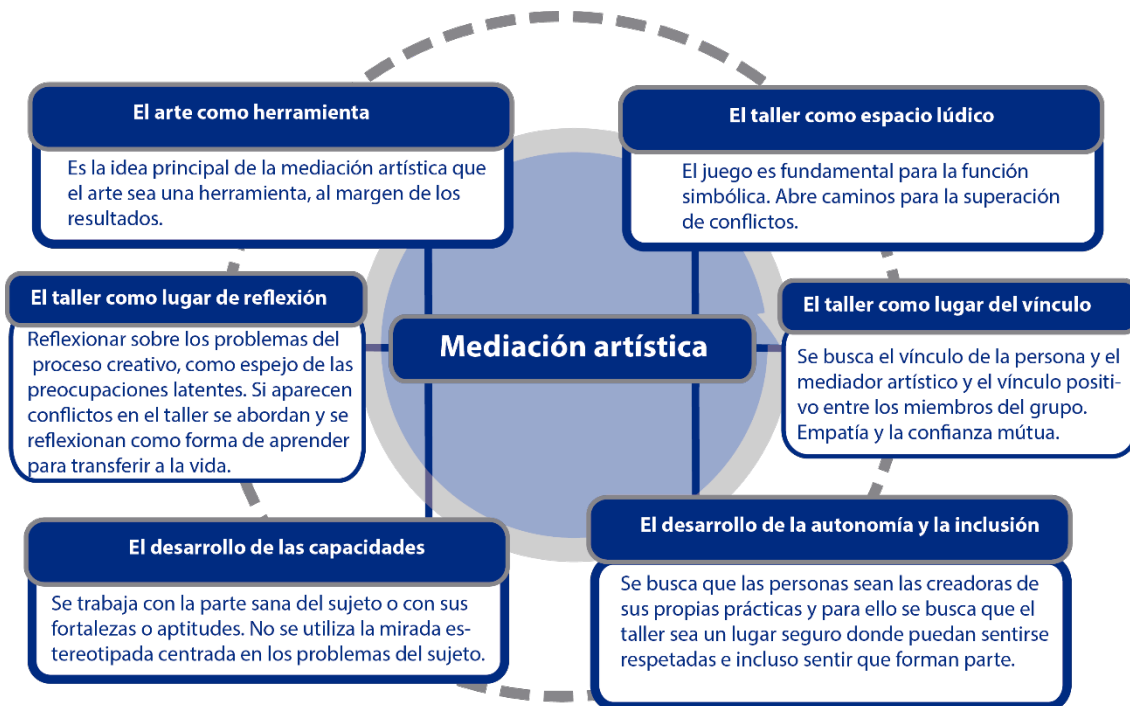 El arte como herramienta
Es la idea principal de la mediación artística que
el arte sea una herramienta, al margen de los
resultados.
El taller como espacio lúdico
El juego es fundamental para la función
simbólica. Abre caminos para la superación
de conflictos.
El taller como lugar de reflexión
Reflexionar sobre los problemas del
proceso creativo, como espejo de las
preocupaciones latentes. Si aparecen
conflictos en el taller se abordan y se
reflexionan como forma de aprender
para transferir a la vida.
Mediación artística
El taller como lugar del vínculo
Se busca el vínculo de la persona y el
mediador artístico y el vínculo positi-
vo entre los miembros del grupo.
Empatía y la confianza mútua.
El desarrollo de las capacidades
Se trabaja con la parte sana del sujeto o con sus
fortalezas o aptitudes. No se utiliza la mirada es-
tereotipada centrada en los problemas del sujeto.
El desarrollo de la autonomía y la inclusión
Se busca que las personas sean las creadoras de
sus propias prácticas y para ello se busca que el
taller sea un lugar seguro donde puedan sentirse
respetadas e incluso sentir que forman parte.